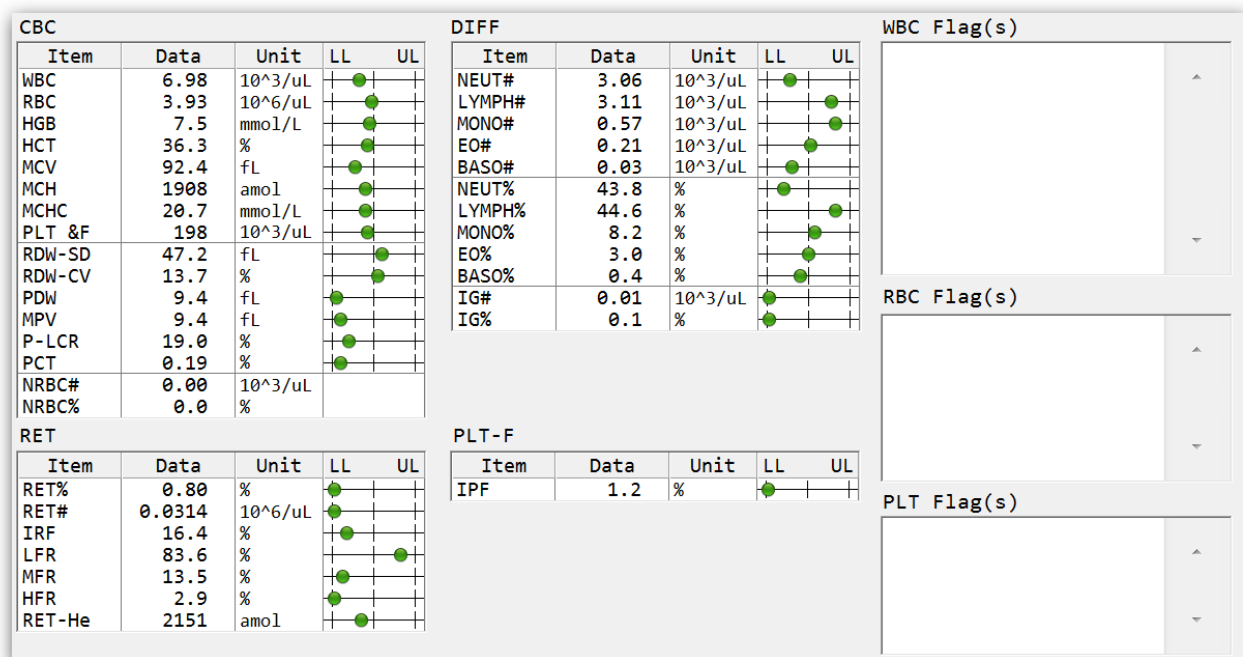 CBC
Item Data Unit LL UL
WBC 6.98 10^3/uL
RBC 3.93 10^6/uL
HGB 7.5 mmol/L
HCT 36.3 %
MCV 92.4 fL
MCH 1908 amol
MCHC 20.7 mmol/L
PLT &F 198 10^3/uL
RDW-SD 47.2 fL
RDW-CV 13.7 %
PDW 9.4 fL
MPV 9.4 fL
P-LCR 19.0 %
PCT 0.19 %
NRBC# 0.00 10^3/uL
NRBC% 0.0 %
DIFF
Item Data Unit LL UL
NEUT# 3.06 10^3/uL
LYMPH# 3.11 10^3/uL
MONO# 0.57 10^3/uL
EO# 0.21 10^3/uL
BASO# 0.03 10^3/uL
NEUT% 43.8 %
LYMPH% 44.6 %
MONO% 8.2 %
EO% 3.0 %
BASO% 0.4 %
IG# 0.01 10^3/uL
IG% 0.1 %
RET
Item Data Unit LL UL
RET% 0.80 %
RET# 0.0314 10^6/uL
IRF 16.4 %
LFR 83.6 %
MFR 13.5 %
HFR 2.9 %
RET-He 2151 amol
PLT-F
Item Data Unit LL UL
IPF 1.2 %
WBC Flag(s)
RBC Flag(s)
PLT Flag(s)